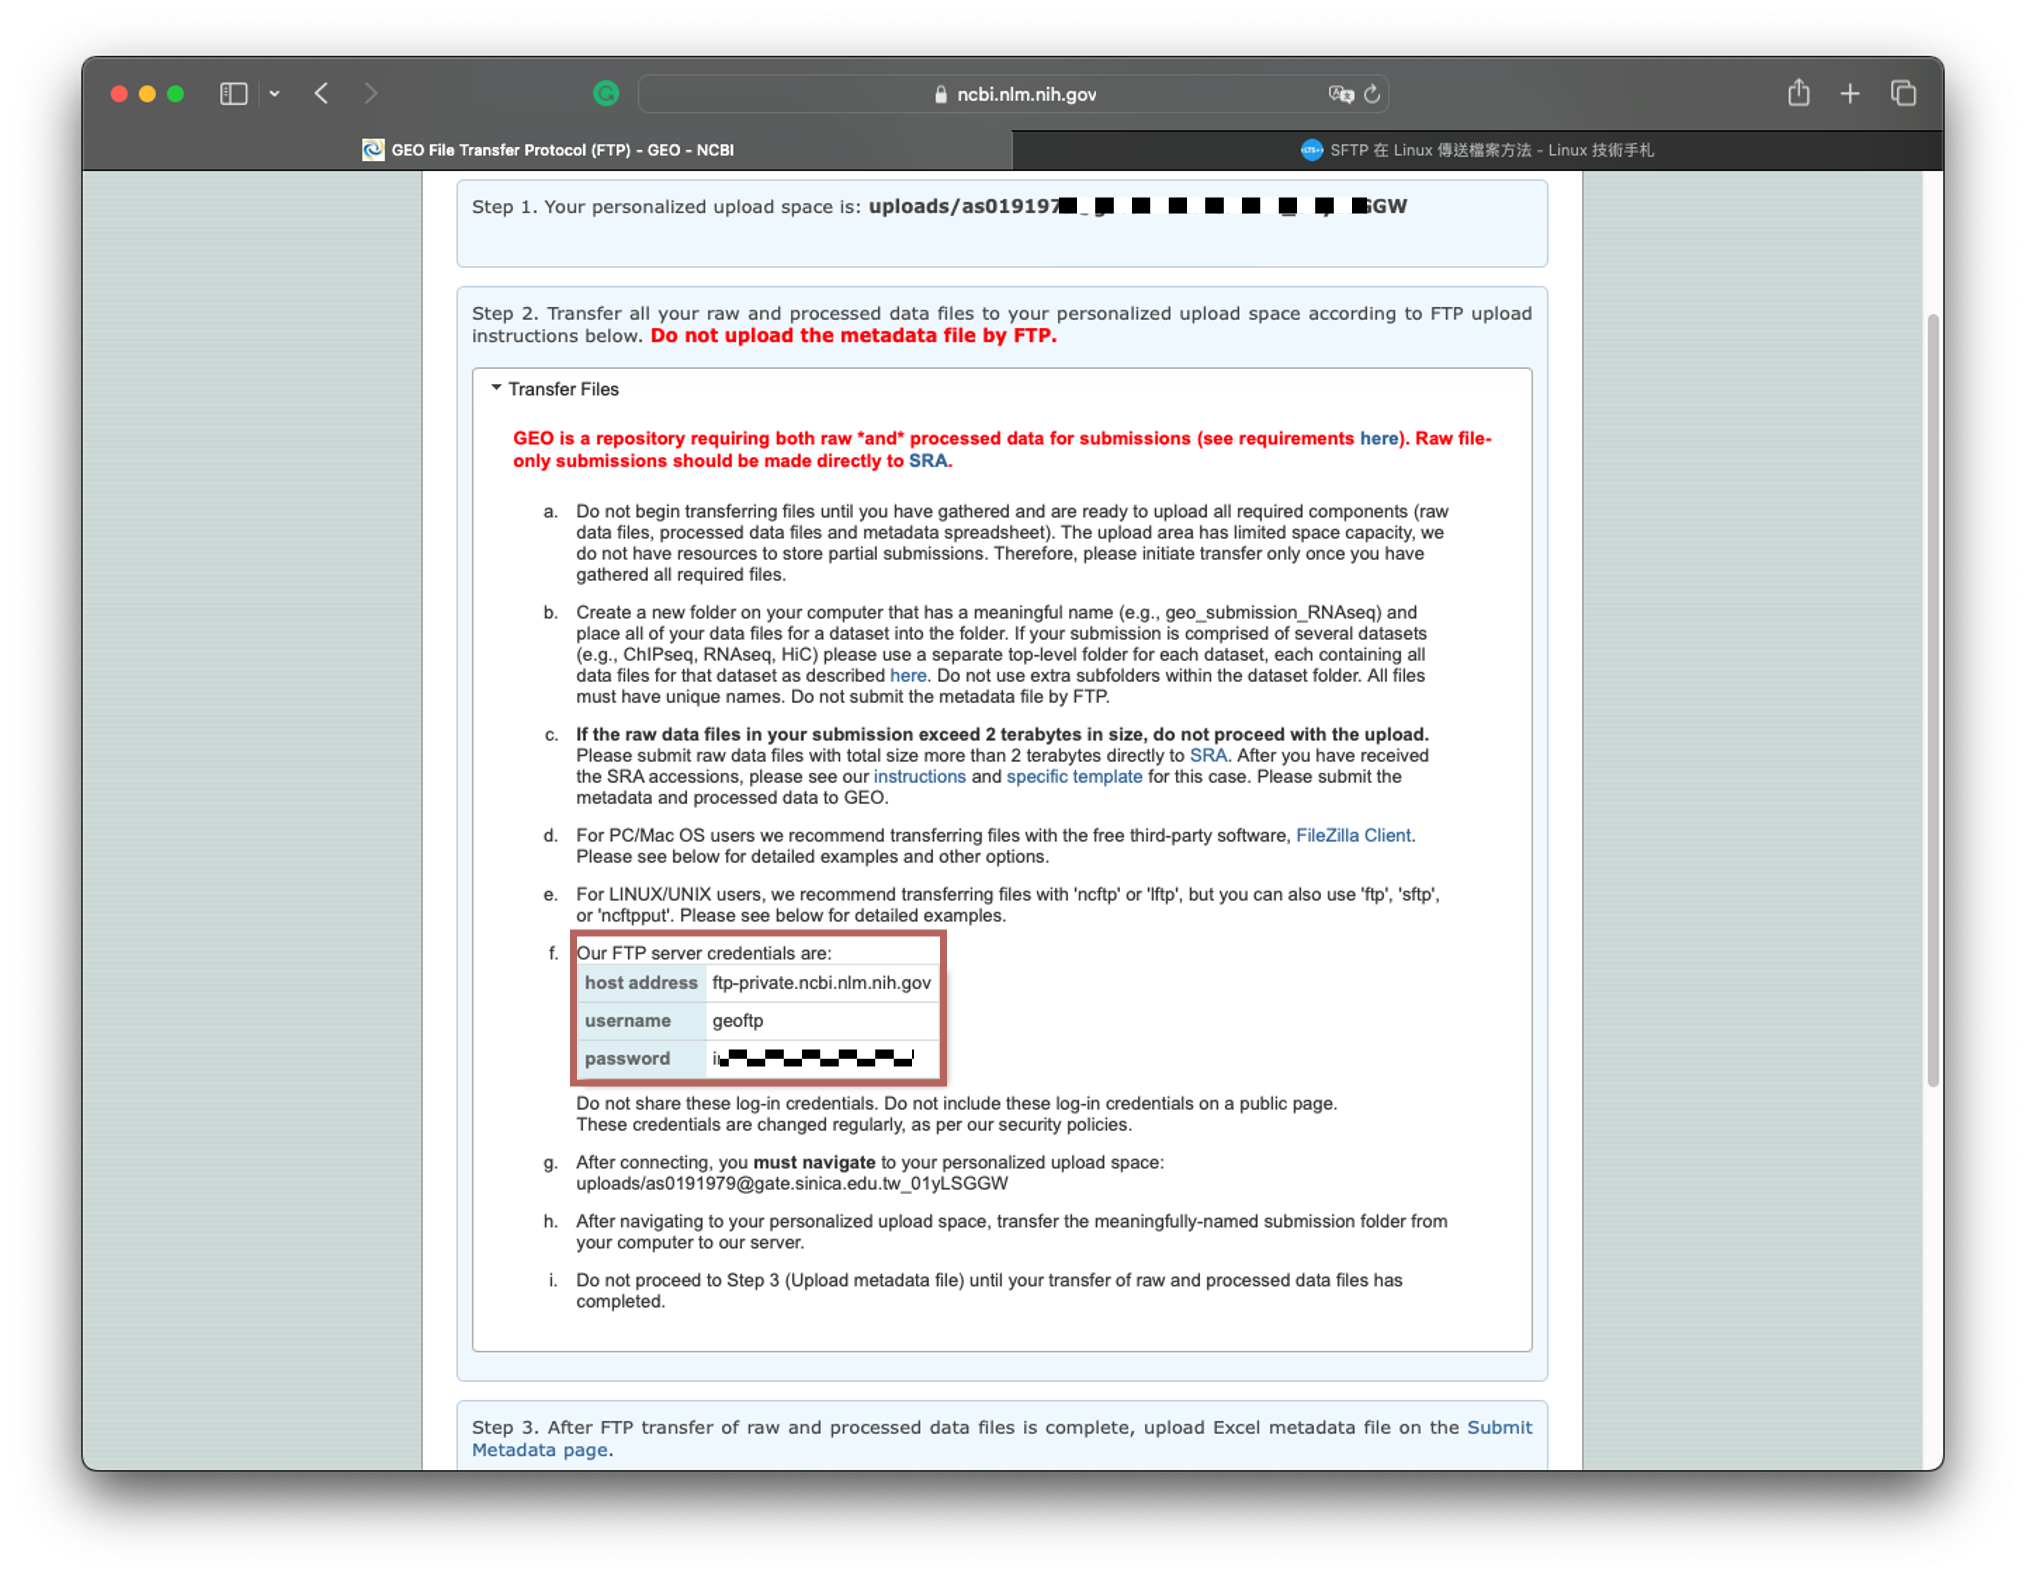 ncbi.nlm.nih.gov
GEO File Transfer Protocol (FTP) - GEO - NCBI
SFTP 在 Linux 傳送檔案方法 - Linux 技術手札
Step 1. Your personalized upload space is: uploads/as019197 GGW
Step 2. Transfer all your raw and processed data files to your personalized upload space according to FTP upload
instructions below. Do not upload the metadata file by FTP.
Transfer Files
GEO is a repository requiring both raw *and* processed data for submissions (see requirements here). Raw file-
only submissions should be made directly to SRA.
a. Do not begin transferring files until you have gathered and are ready to upload all required components (raw
data files, processed data files and metadata spreadsheet). The upload area has limited space capacity, we
do not have resources to store partial submissions. Therefore, please initiate transfer only once you have
gathered all required files.
b. Create a new folder on your computer that has a meaningful name (e.g., geo_submission_RNAseq) and
place all of your data files for a dataset into the folder. If your submission is comprised of several datasets
(e.g., ChIPseq, RNAseq, HiC) please use a separate top-level folder for each dataset, each containing all
data files for that dataset as described here. Do not use extra subfolders within the dataset folder. All files
must have unique names. Do not submit the metadata file by FTP.
c. If the raw data files in your submission exceed 2 terabytes in size, do not proceed with the upload.
Please submit raw data files with total size more than 2 terabytes directly to SRA. After you have received
the SRA accessions, please see our instructions and specific template for this case. Please submit the
metadata and processed data to GEO.
d. For PC/Mac OS users we recommend transferring files with the free third-party software, FileZilla Client.
Please see below for detailed examples and other options.
e. For LINUX/UNIX users, we recommend transferring files with 'ncftp' or 'lftp', but you can also use 'ftp', 'sftp',
or 'ncftpput'. Please see below for detailed examples.
f. Our FTP server credentials are:
host address ftp-private.ncbi.nlm.nih.gov
username geoftp
password
Do not share these log-in credentials. Do not include these log-in credentials on a public page.
These credentials are changed regularly, as per our security policies.
g. After connecting, you must navigate to your personalized upload space:
uploads/as0191979@gate.sinica.edu.tw_01yLSGGW
h. After navigating to your personalized upload space, transfer the meaningfully-named submission folder from
your computer to our server.
i. Do not proceed to Step 3 (Upload metadata file) until your transfer of raw and processed data files has
completed.
Step 3. After FTP transfer of raw and processed data files is complete, upload Excel metadata file on the Submit
Metadata page.